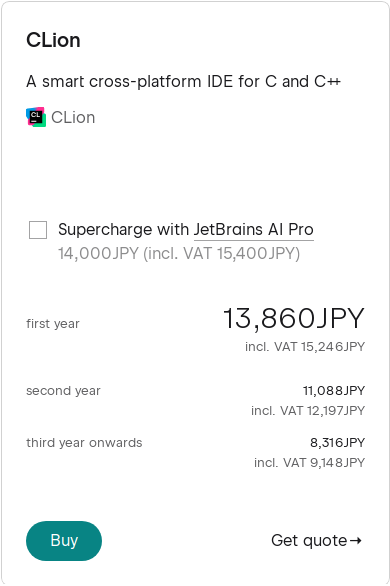 CLion
A smart cross-platform IDE for C and C++
CL
CLion
Supercharge with JetBrains AI Pro
14,000JPY (incl. VAT 15,400JPY)
first year 13,860JPY
incl. VAT 15,246JPY
second year 11,088JPY
incl. VAT 12,197JPY
third year onwards 8,316JPY
incl. VAT 9,148JPY
Buy Get quote→